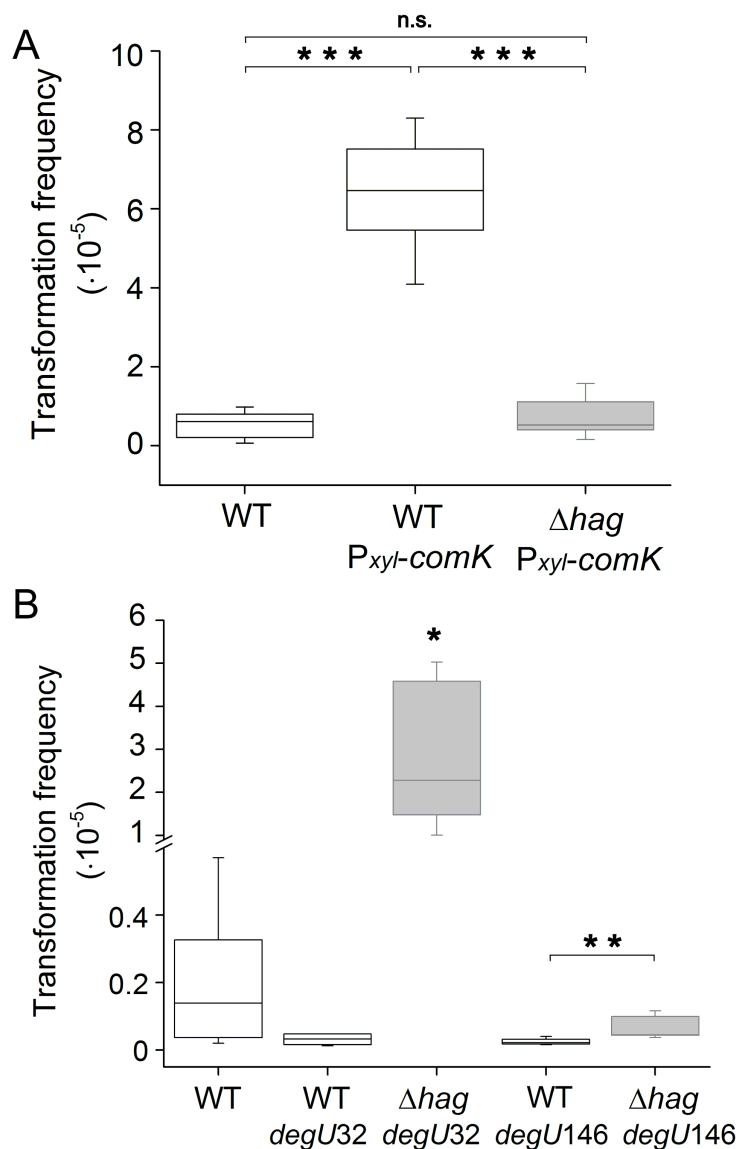 A
n.s.
*** ***
Transformation frequency
(·10⁻⁵)
10
8
6
4
2
0
WT
WT
Pxyl-comK
Δhag
Pxyl-comK
B
Transformation frequency
(·10⁻⁵)
6
5
4
3
2
1
0.4
0.2
0
*
**
WT
WT
degU32
Δhag
degU32
WT
degU146
Δhag
degU146